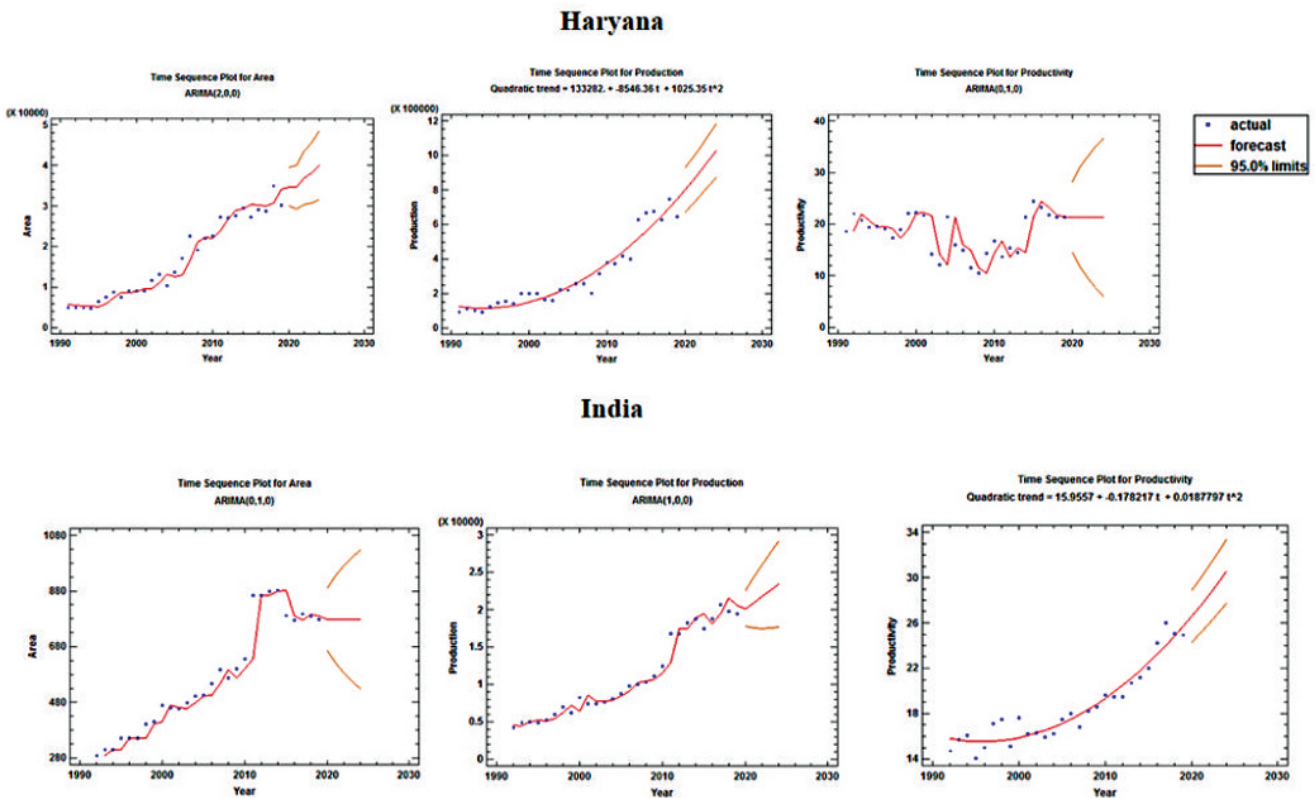 Haryana
Time Sequence Plot for Area
ARIMA(2,0,0)
(X 10000)
5
4
3
2
1
0
Area
1990
2000
2010
2020
2030
Year
Time Sequence Plot for Production
Quadratic trend = 133282. + -8546.36 t + 1025.35 t^2
(X 100000)
12
10
8
6
4
2
0
Production
1990
2000
2010
2020
2030
Year
Time Sequence Plot for Productivity
ARIMA(0,1,0)
40
30
20
10
0
Productivity
1990
2000
2010
2020
2030
Year
actual
forecast
95.0% limits
India
Time Sequence Plot for Area
ARIMA(0,1,0)
1080
880
680
480
280
Area
1990
2000
2010
2020
2030
Year
Time Sequence Plot for Production
ARIMA(1,0,0)
(X 10000)
3
2.5
2
1.5
1
0.5
0
Production
1990
2000
2010
2020
2030
Year
Time Sequence Plot for Productivity
Quadratic trend = 15.9557 + -0.178217 t + 0.0187797 t^2
34
30
26
22
18
14
Productivity
1990
2000
2010
2020
2030
Year